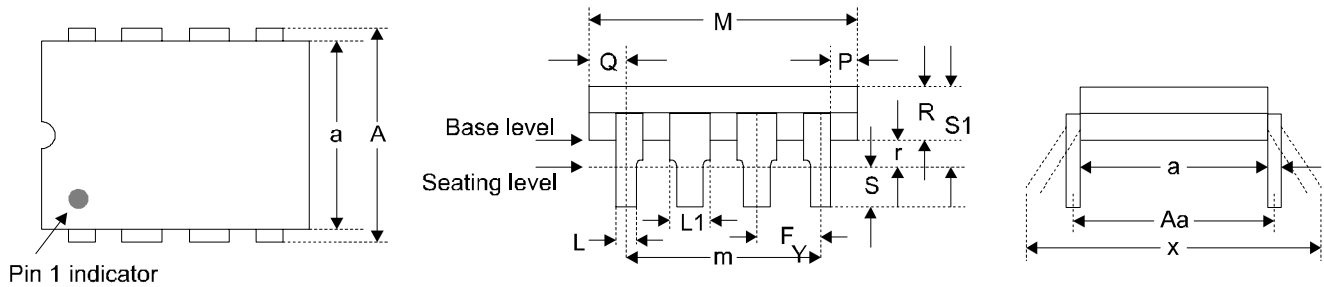 M
Q
P
R
S1
Base level
r
a
A
Seating level
S
a
L1
L
F
Y
m
Aa
x
Pin 1 indicator